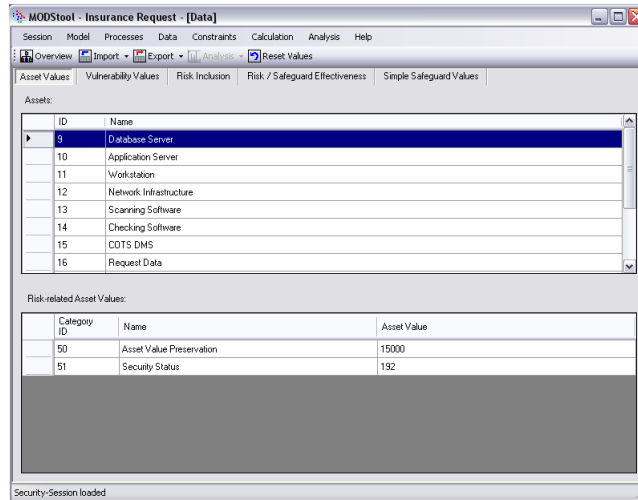 MODStool - Insurance Request - [Data]
Session Model Processes Data Constraints Calculation Analysis Help
Overview Import Export Analysis Reset Values
Asset Values Vulnerability Values Risk Inclusion Risk / Safeguard Effectiveness Simple Safeguard Values
Assets:
ID Name
9 Database Server
10 Application Server
11 Workstation
12 Network Infrastructure
13 Scanning Software
14 Checking Software
15 COTS DMS
16 Request Data
Risk-related Asset Values:
Category ID Name Asset Value
50 Asset Value Preservation 15000
51 Security Status 192
Security-Session loaded